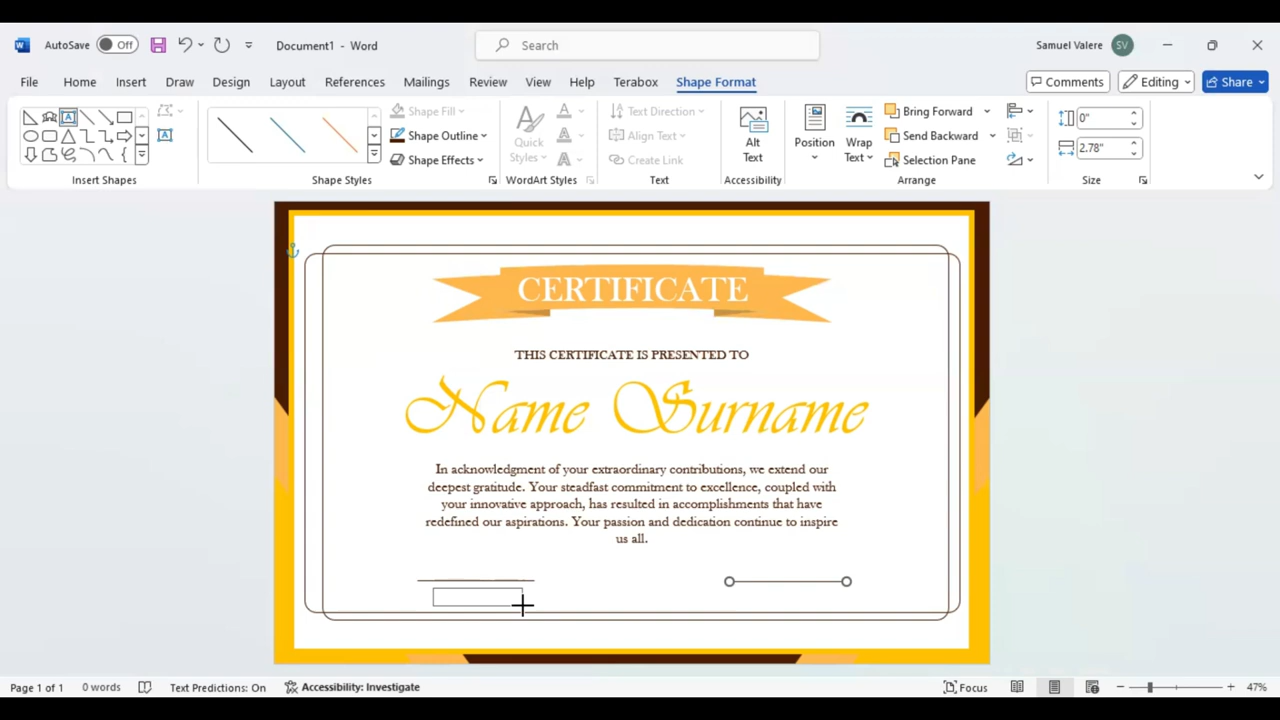 AutoSave Off Document1 - Word Search Samuel Valere SV
File Home Insert Draw Design Layout References Mailings Review View Help Terabox Shape Format Comments Editing Share
Shape Fill Text Direction Bring Forward 0"
Shape Outline Align Text Send Backward
Quick Styles Alt Text Position Wrap Text
Shape Effects Create Link Selection Pane 2.78"
Insert Shapes Shape Styles WordArt Styles Text Accessibility Arrange Size
CERTIFICATE
THIS CERTIFICATE IS PRESENTED TO
Name Surname
In acknowledgment of your extraordinary contributions, we extend our
deepest gratitude. Your steadfast commitment to excellence, coupled with
your innovative approach, has resulted in accomplishments that have
redefined our aspirations. Your passion and dedication continue to inspire
us all.
Page 1 of 1 0 words Text Predictions: On Accessibility: Investigate Focus 47%